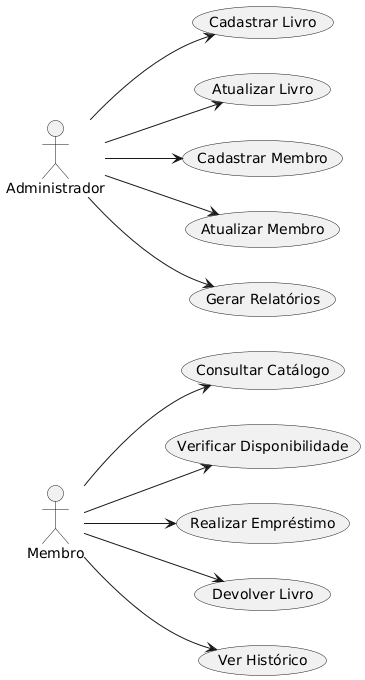 Cadastrar Livro
Atualizar Livro
Cadastrar Membro
Administrador
Atualizar Membro
Gerar Relatórios
Consultar Catálogo
Verificar Disponibilidade
Realizar Empréstimo
Membro
Devolver Livro
Ver Histórico